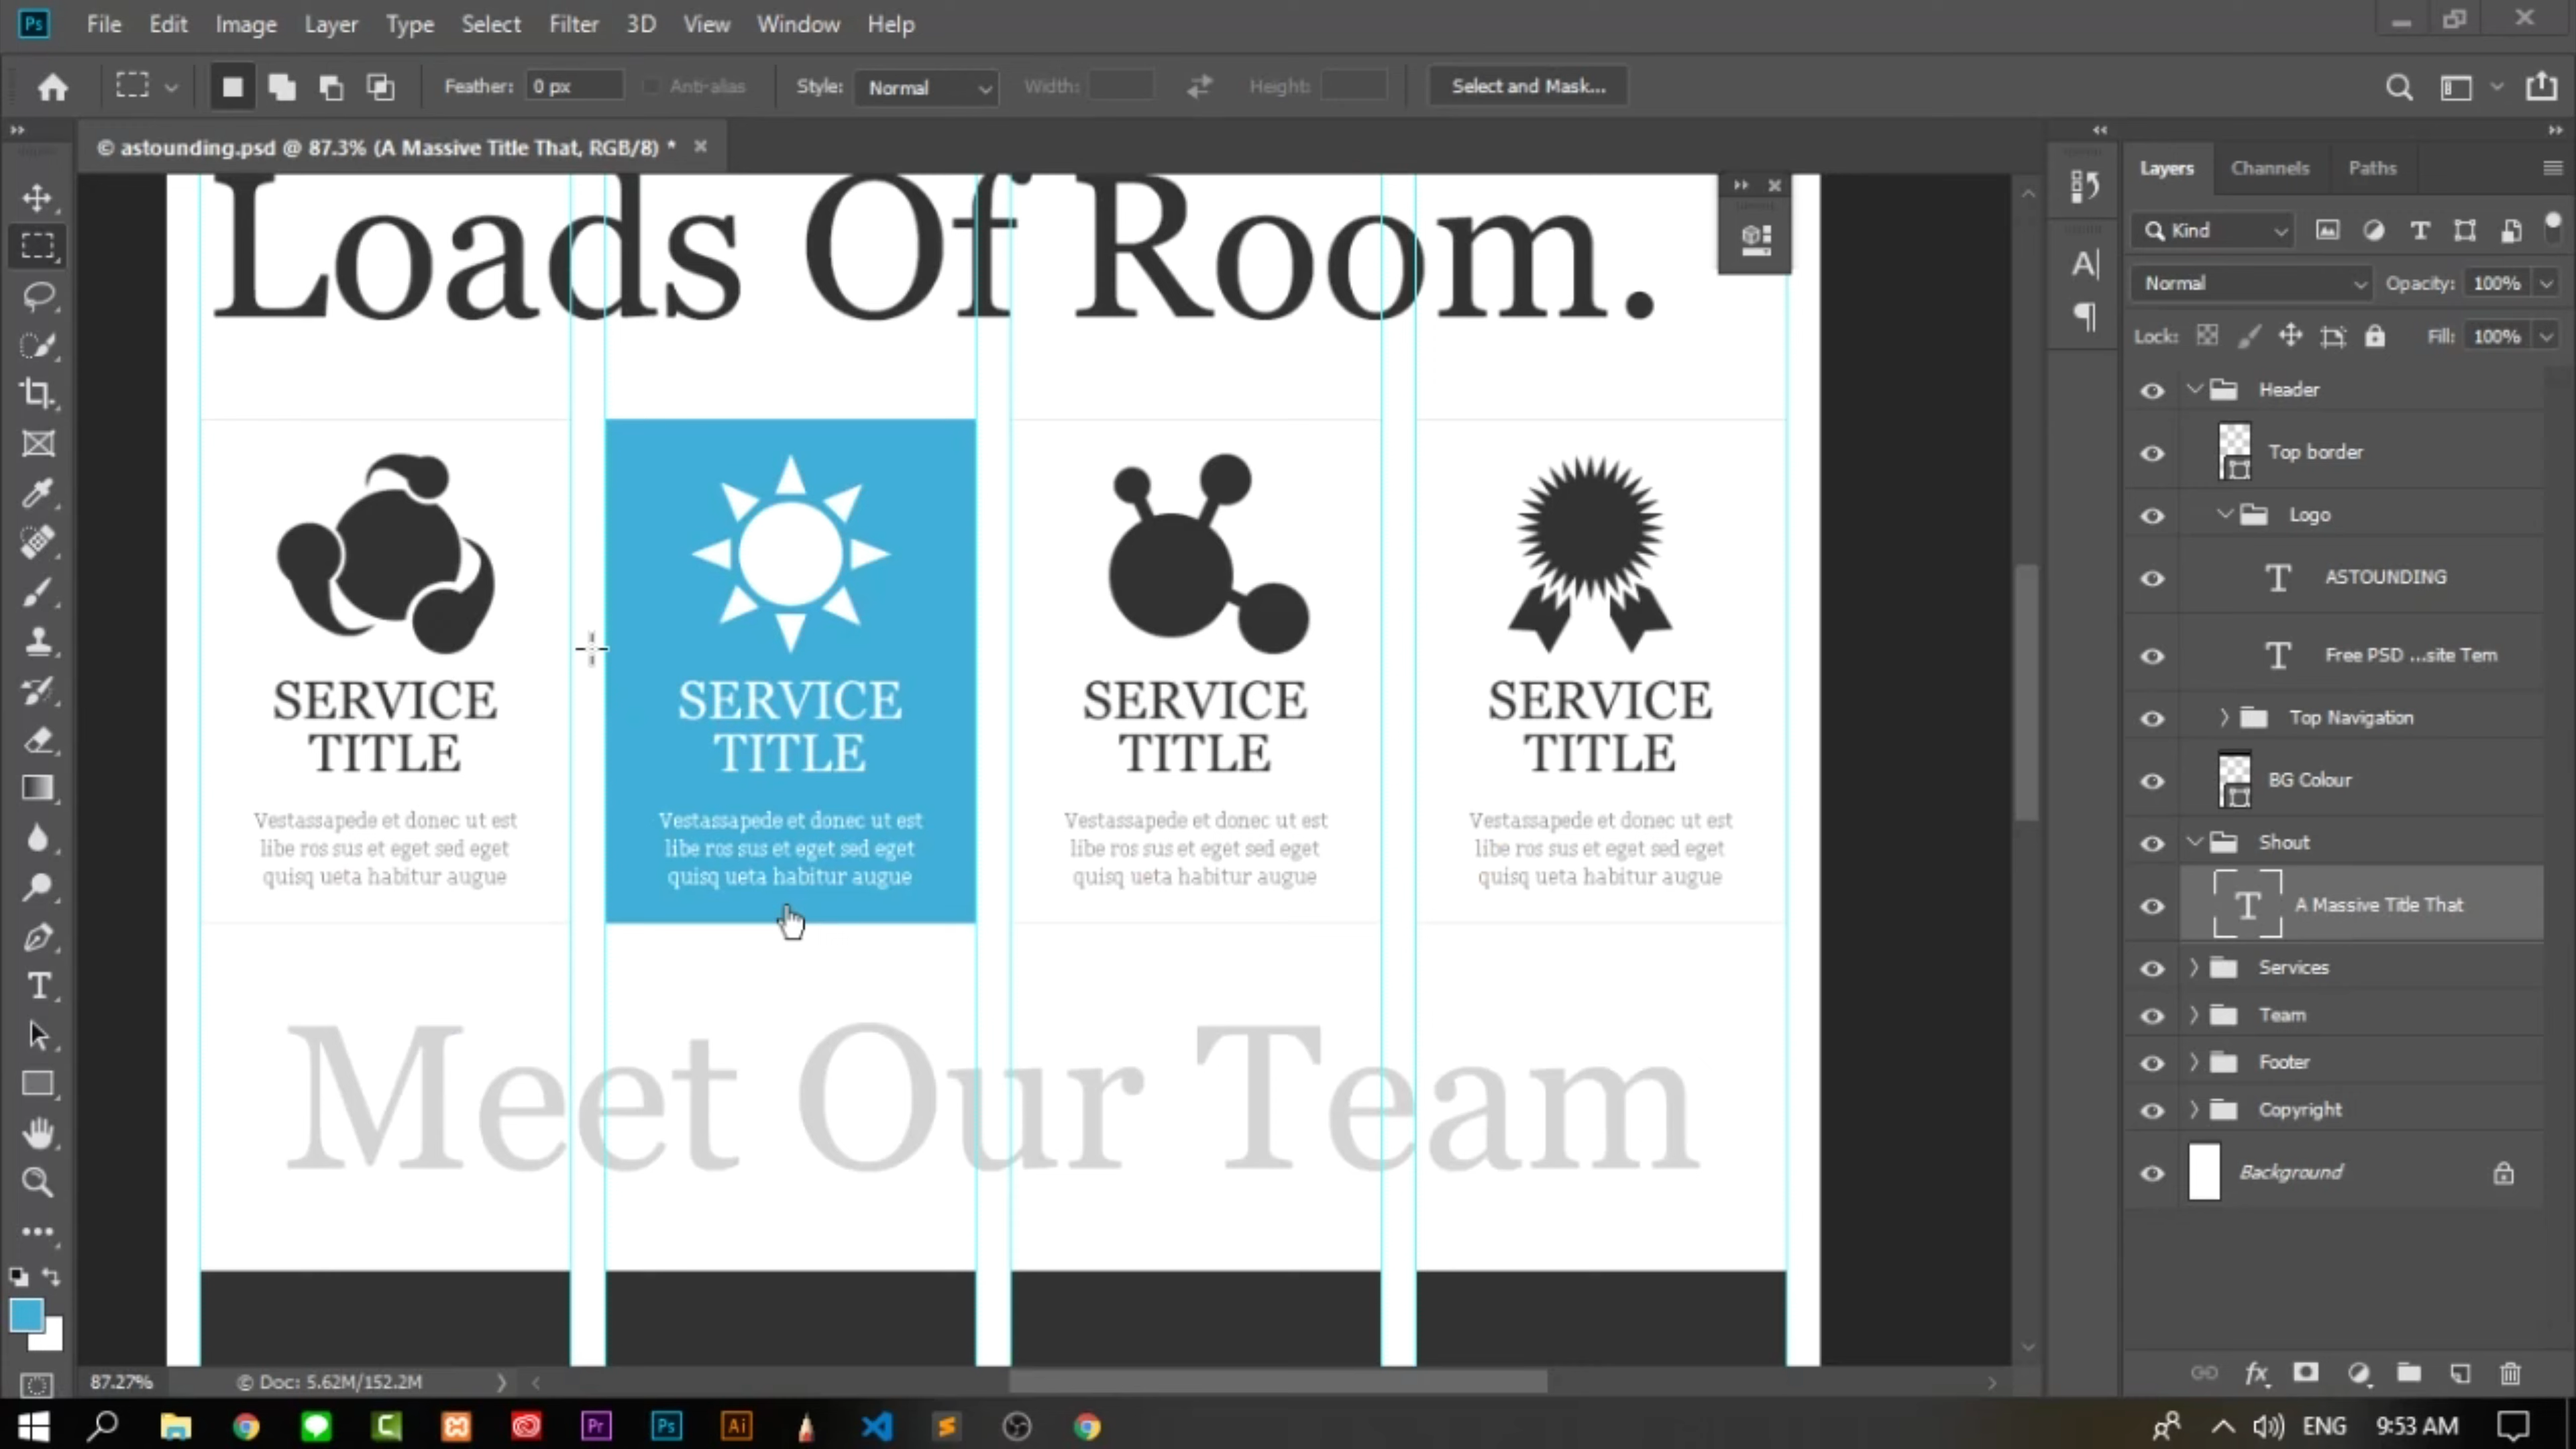 Ps File Edit Image Layer Type Select Filter 3D View Window Help
Feather: 0 px Anti-alias Style: Normal Width: Height: Select and Mask...
© astounding.psd @ 87.3% (A Massive Title That, RGB/8) *
Loads Of Room.
SERVICE
TITLE
Vestassapede et donec ut est
libe ros sus et eget sed eget
quisq ueta habitur augue
SERVICE
TITLE
Vestassapede et donec ut est
libe ros sus et eget sed eget
quisq ueta habitur augue
SERVICE
TITLE
Vestassapede et donec ut est
libe ros sus et eget sed eget
quisq ueta habitur augue
SERVICE
TITLE
Vestassapede et donec ut est
libe ros sus et eget sed eget
quisq ueta habitur augue
Meet Our Team
Layers Channels Paths
Kind
Normal Opacity: 100%
Lock: Fill: 100%
Header
Top border
Logo
ASTOUNDING
Free PSD ...site Tem
Top Navigation
BG Colour
Shout
A Massive Title That
Services
Team
Footer
Copyright
Background
87.27% © Doc: 5.62M/152.2M
Pr Ps Ai ENG 9:53 AM